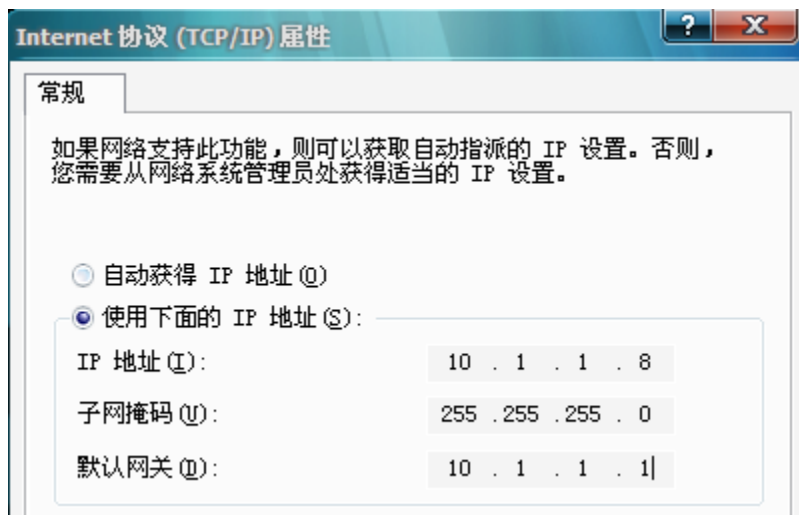 Internet 协议 (TCP/IP) 属性
?
X
常规
如果网络支持此功能，则可以获取自动指派的 IP 设置。否则，
您需要从网络系统管理员处获得适当的 IP 设置。
自动获得 IP 地址(O)
使用下面的 IP 地址(S):
IP 地址(I): 10 . 1 . 1 . 8
子网掩码(U): 255 .255 .255 . 0
默认网关(D): 10 . 1 . 1 . 1